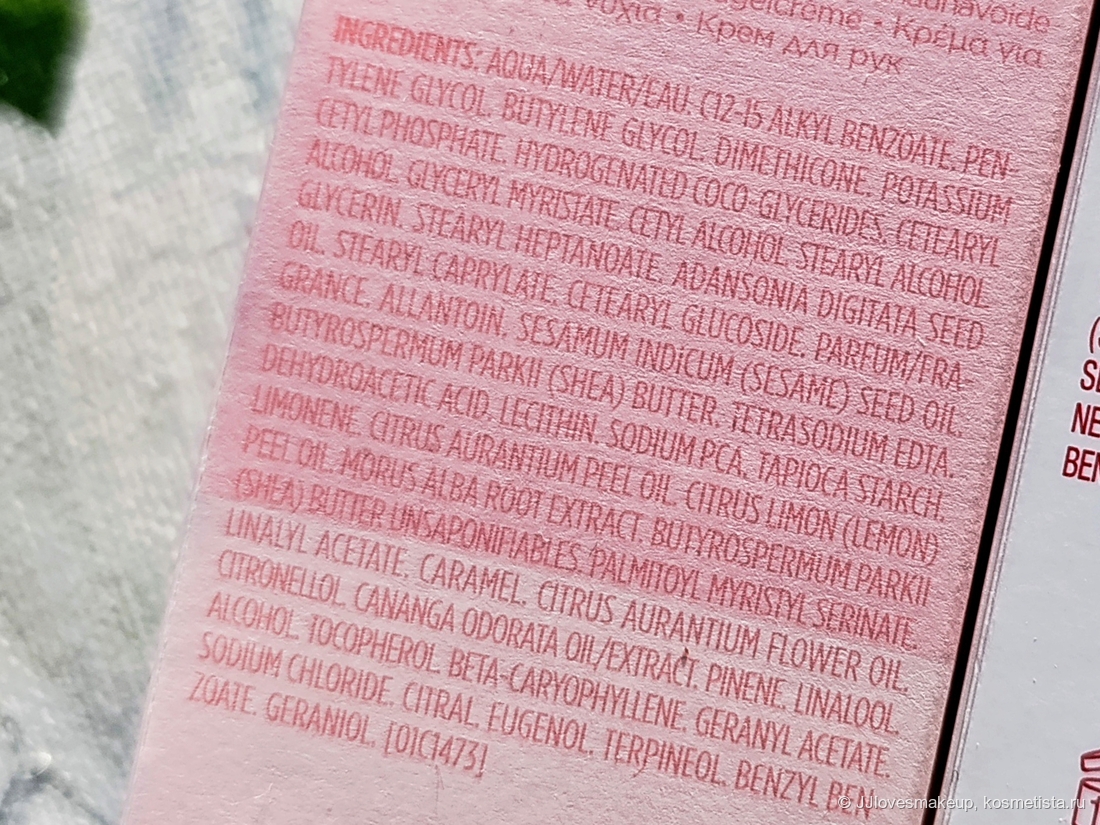 νύχτα • Крем для рук
Κρέμα για
INGREDIENTS: AQUA/WATER/EAU. C12-15 ALKYL BENZOATE. PEN-
TYLENE GLYCOL. BUTYLENE GLYCOL. DIMETHICONE. POTASSIUM
CETYL PHOSPHATE. HYDROGENATED COCO-GLYCERIDES. CETEARYL
ALCOHOL. GLYCERYL MYRISTATE. CETYL ALCOHOL. STEARYL ALCOHOL.
GLYCERIN. STEARYL HEPTANOATE. ADANSONIA DIGITATA SEED
OIL. STEARYL CAPRYLATE. CETEARYL GLUCOSIDE. PARFUM/FRA-
GRANCE. ALLANTOIN. SESAMUM INDICUM (SESAME) SEED OIL.
BUTYROSPERMUM PARKII (SHEA) BUTTER. TETRASODIUM EDTA.
DEHYDROACETIC ACID. LECITHIN. SODIUM PCA. TAPIOCA STARCH.
LIMONENE. CITRUS AURANTIUM PEEL OIL. CITRUS LIMON (LEMON)
PEEL OIL. MORUS ALBA ROOT EXTRACT. BUTYROSPERMUM PARKII
(SHEA) BUTTER UNSAPONIFIABLES. PALMITOYL MYRISTYL SERINATE.
LINALYL ACETATE. CARAMEL. CITRUS AURANTIUM FLOWER OIL.
CITRONELLOL. CANANGA ODORATA OIL/EXTRACT. PINENE. LINALOOL.
ALCOHOL. TOCOPHEROL. BETA-CARYOPHYLLENE. GERANYL ACETATE.
SODIUM CHLORIDE. CITRAL. EUGENOL. TERPINEOL. BENZYL BEN-
ZOATE. GERANIOL. [01C1473]
© JJlovesmakeup, kosmetista.ru